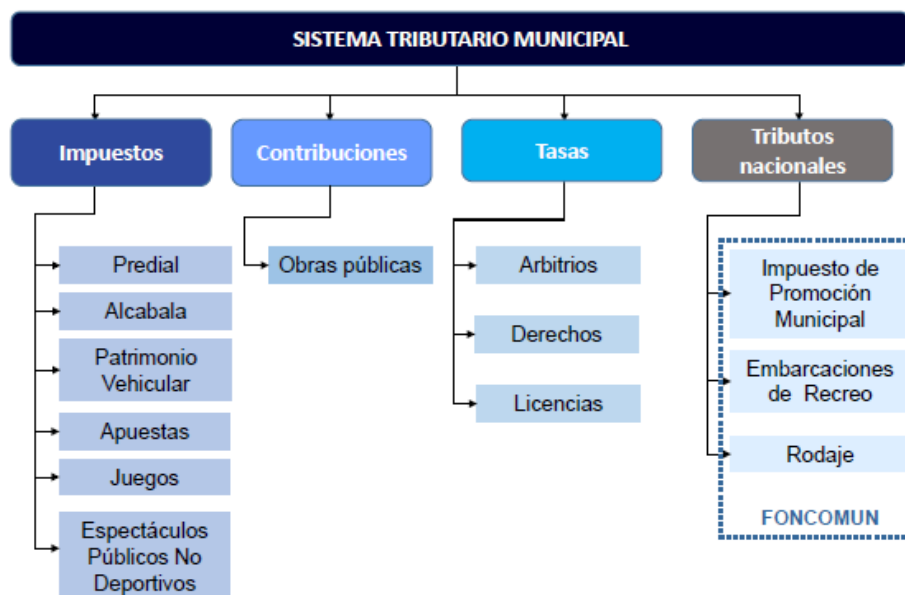 SISTEMA TRIBUTARIO MUNICIPAL
Impuestos
Contribuciones
Tasas
Tributos
nacionales
Predial
Alcabala
Patrimonio
Vehicular
Apuestas
Juegos
Espectáculos
Públicos No
Deportivos
Obras públicas
Arbitrios
Derechos
Licencias
Impuesto de
Promoción
Municipal
Embarcaciones
de Recreo
Rodaje
FONCOMUN